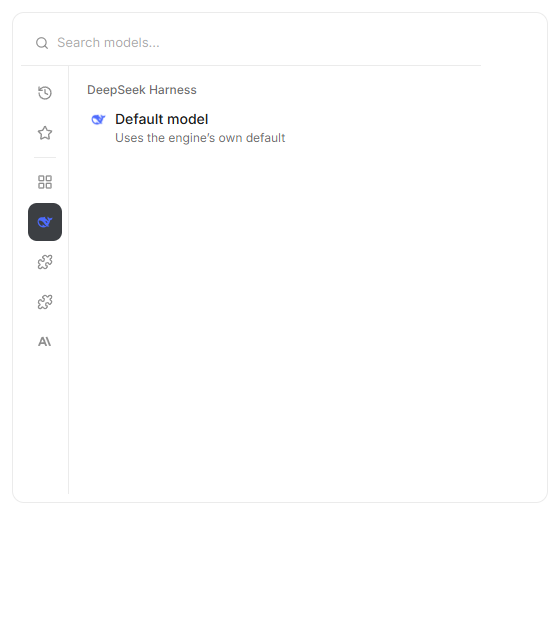 Search models...
DeepSeek Harness
Default model
Uses the engine’s own default